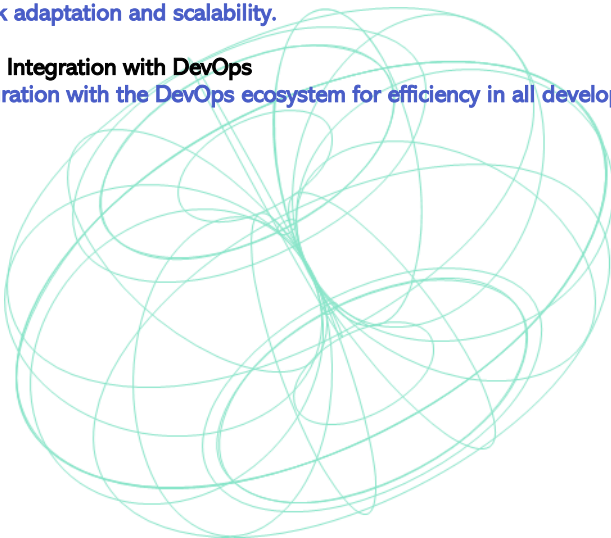 k adaptation and scalability.
Integration with DevOps
ration with the DevOps ecosystem for efficiency in all develop